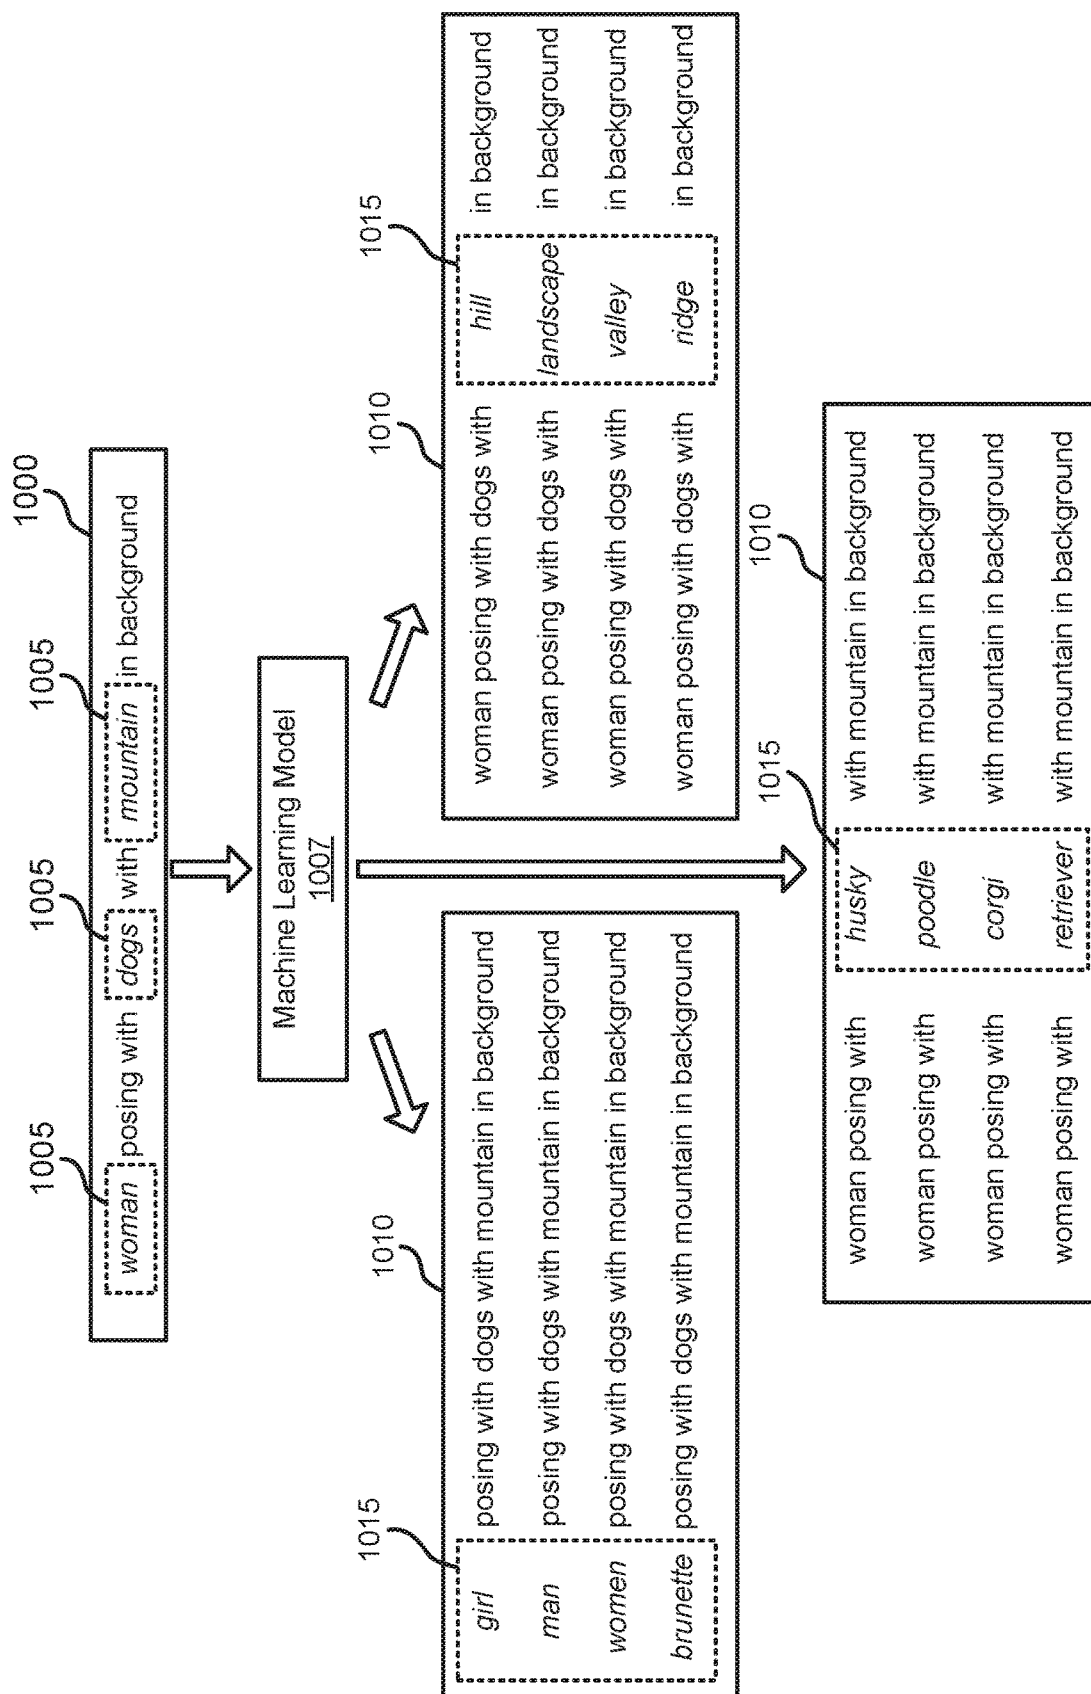 1000
1005 1005 1005
woman posing with dogs with mountain in background
Machine Learning Model
1007
1015 1010
girl posing with dogs with mountain in background
man posing with dogs with mountain in background
women posing with dogs with mountain in background
brunette posing with dogs with mountain in background
1010 1015
woman posing with dogs with hill in background
woman posing with dogs with landscape in background
woman posing with dogs with valley in background
woman posing with dogs with ridge in background
1015 1010
woman posing with husky with mountain in background
woman posing with poodle with mountain in background
woman posing with corgi with mountain in background
woman posing with retriever with mountain in background